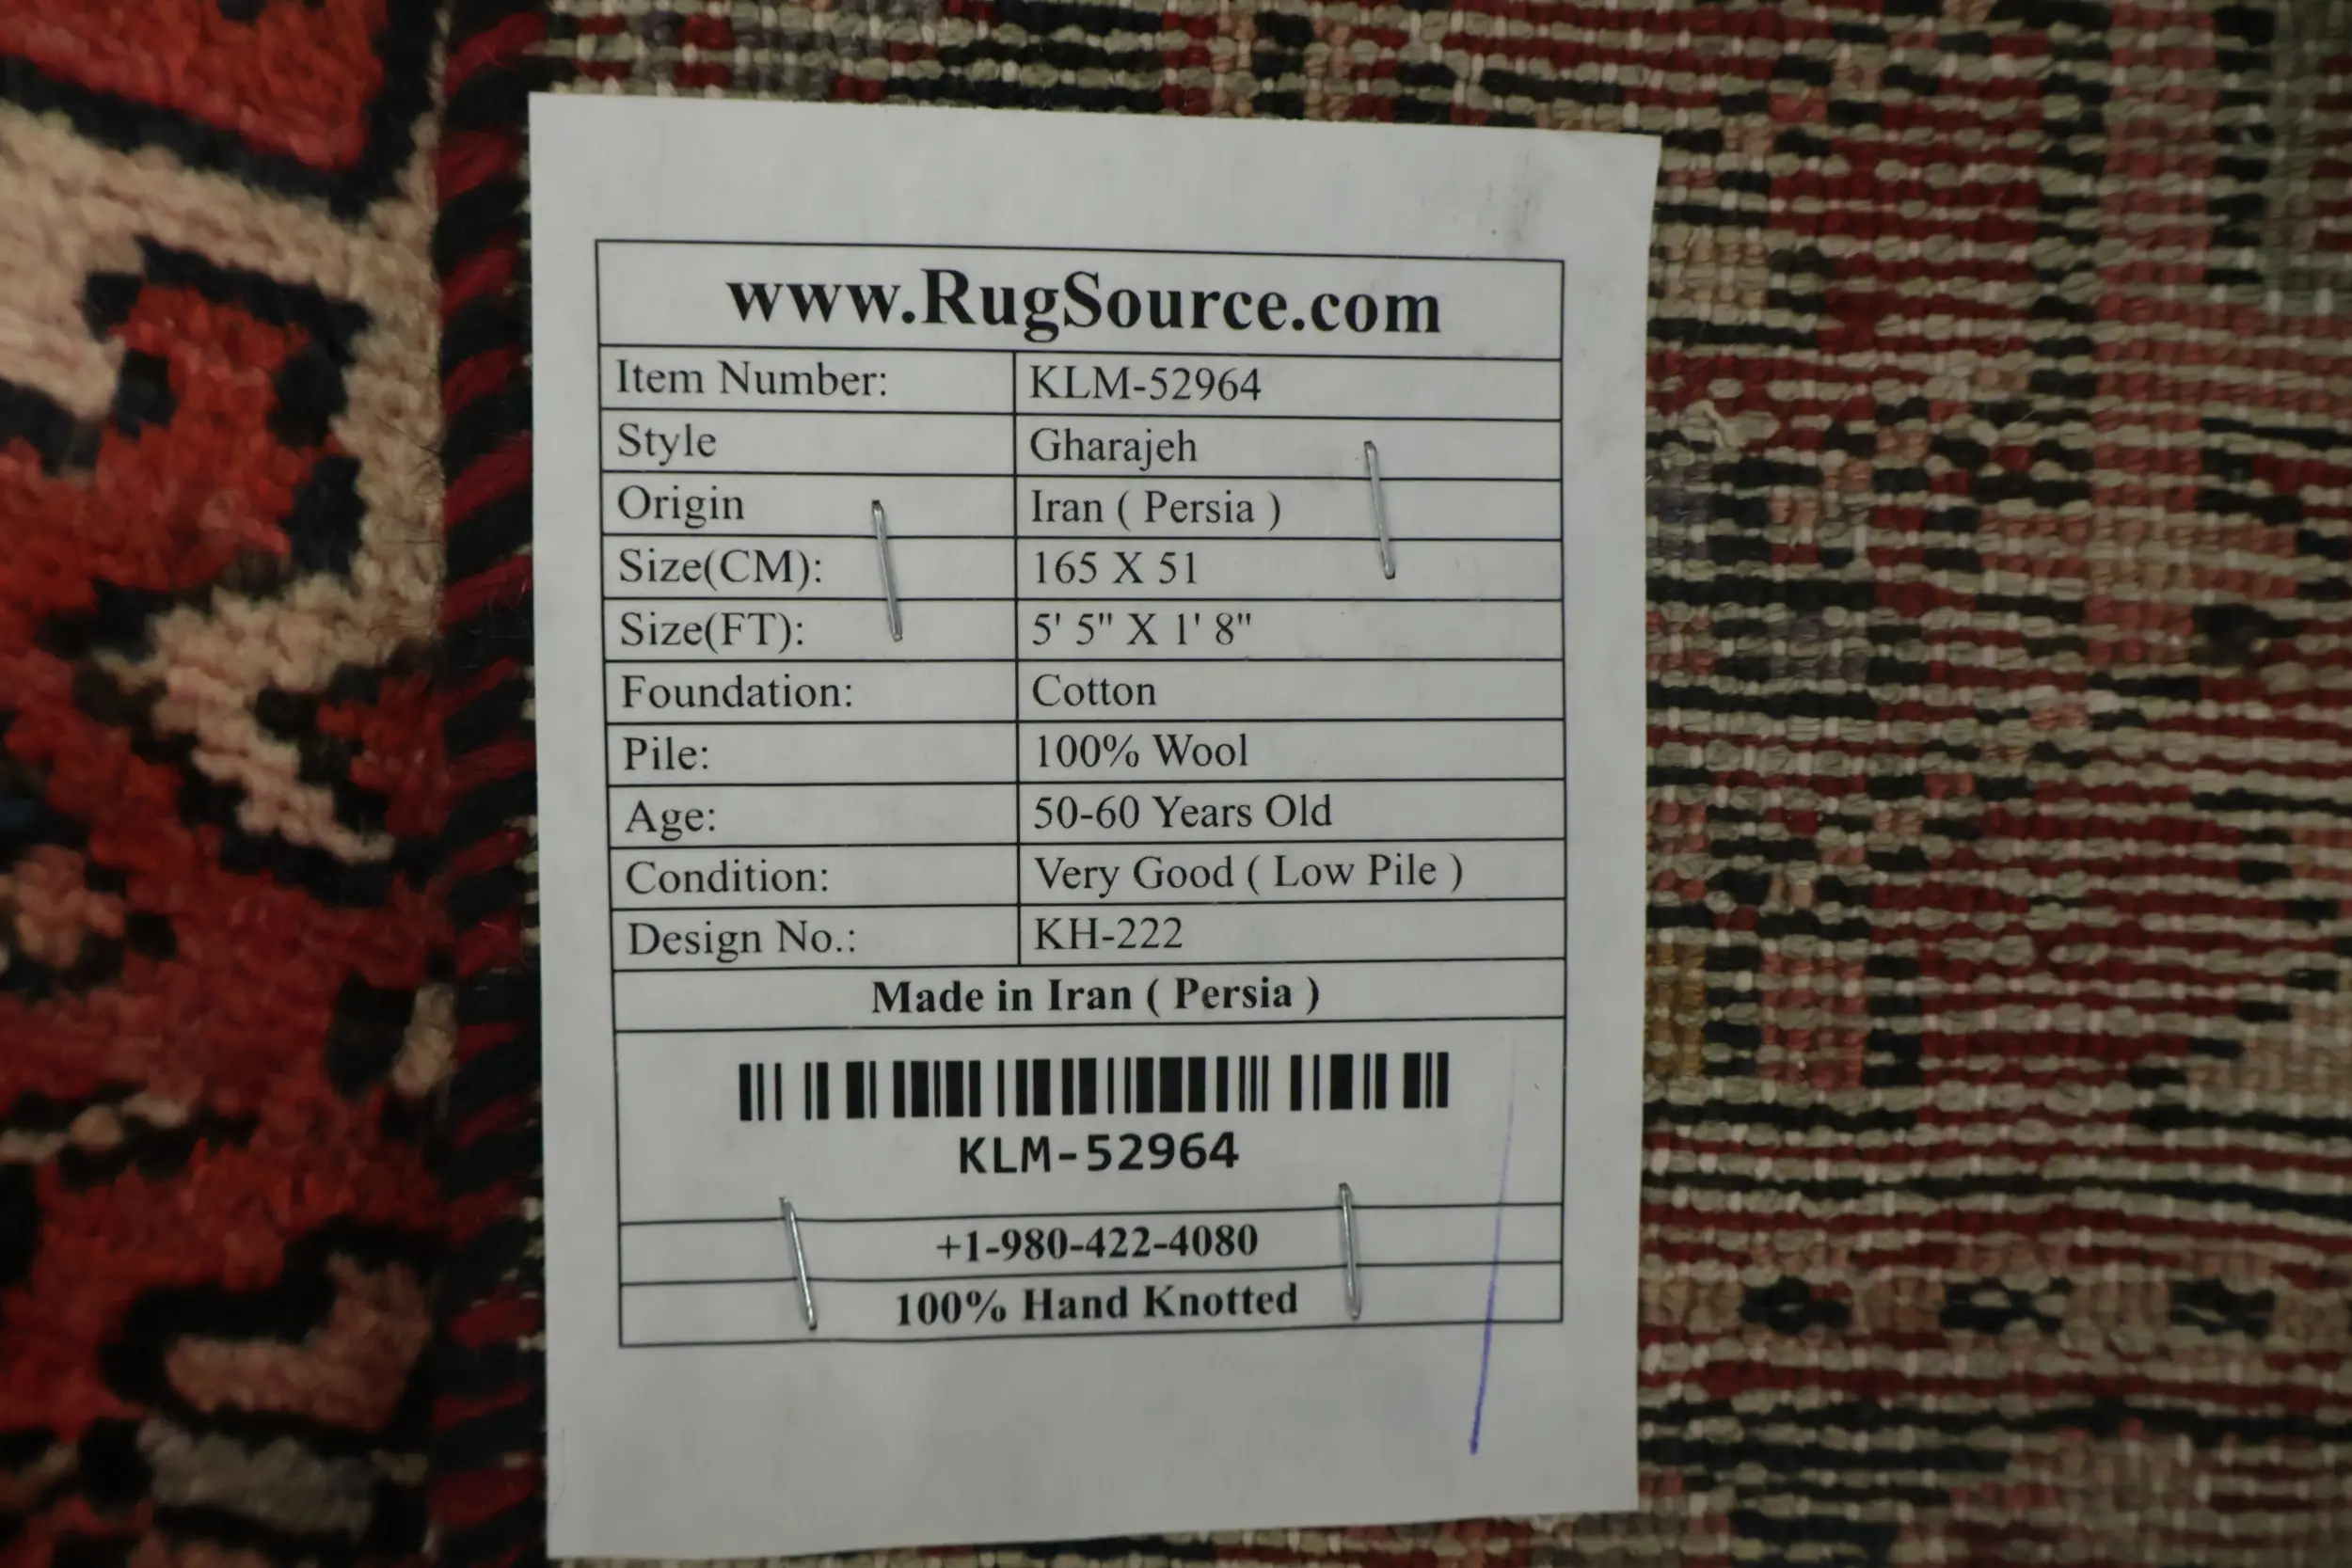 www.RugSource.com
Item Number: KLM-52964
Style Gharajeh
Origin Iran ( Persia )
Size(CM): 165 X 51
Size(FT): 5' 5" X 1' 8"
Foundation: Cotton
Pile: 100% Wool
Age: 50-60 Years Old
Condition: Very Good ( Low Pile )
Design No.: KH-222
Made in Iran ( Persia )
KLM-52964
+1-980-422-4080
100% Hand Knotted